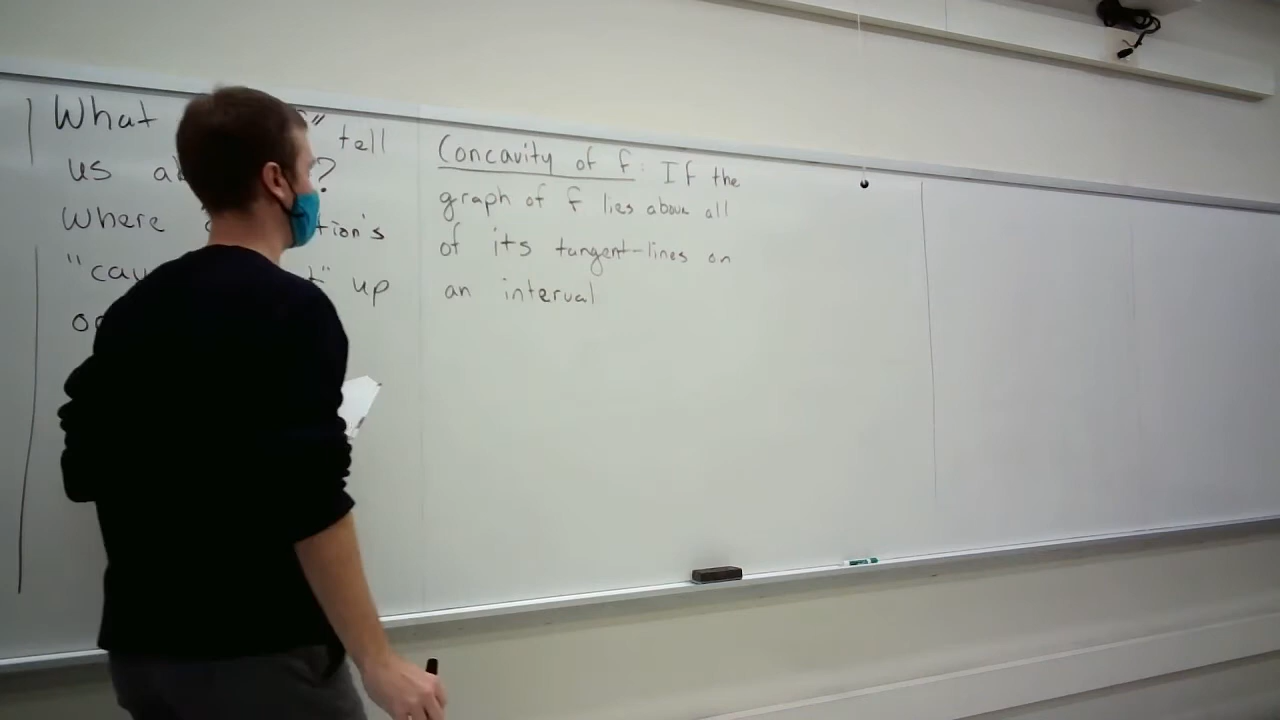 What " tell
us ?
Where tion's
" " up
Concavity of f: If the
graph of f lies above all
of its tangent-lines on
an interval